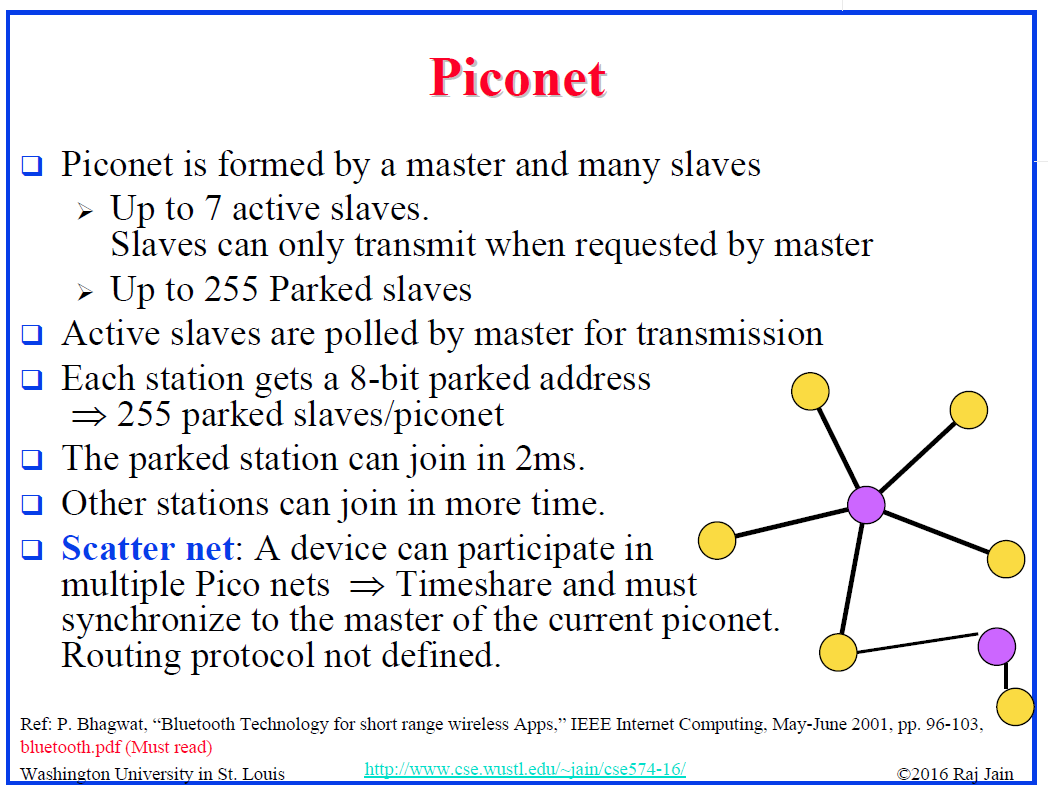 Piconet
❑ Piconet is formed by a master and many slaves
➢ Up to 7 active slaves.
Slaves can only transmit when requested by master
➢ Up to 255 Parked slaves
❑ Active slaves are polled by master for transmission
❑ Each station gets a 8-bit parked address
⇒ 255 parked slaves/piconet
❑ The parked station can join in 2ms.
❑ Other stations can join in more time.
❑ Scatter net: A device can participate in
multiple Pico nets ⇒ Timeshare and must
synchronize to the master of the current piconet.
Routing protocol not defined.
Ref: P. Bhagwat, “Bluetooth Technology for short range wireless Apps,” IEEE Internet Computing, May-June 2001, pp. 96-103,
bluetooth.pdf (Must read)
Washington University in St. Louis
http://www.cse.wustl.edu/~jain/cse574-16/
©2016 Raj Jain